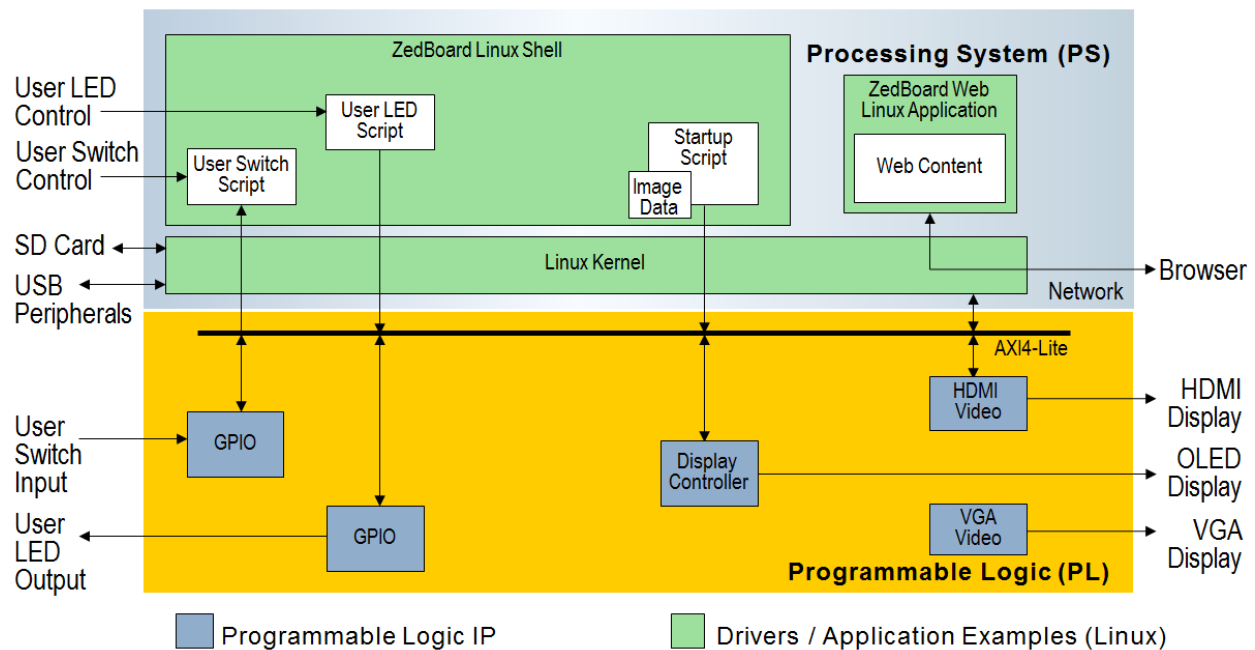 ZedBoard Linux Shell
Processing System (PS)
User LED
Control
User LED
Script
ZedBoard Web
Linux Application
Web Content
User Switch
Control
User Switch
Script
Startup
Script
Image
Data
SD Card
Linux Kernel
USB
Peripherals
Browser
Network
AXI4-Lite
User
Switch
Input
GPIO
HDMI
Video
HDMI
Display
Display
Controller
OLED
Display
User
LED
Output
GPIO
VGA
Video
VGA
Display
Programmable Logic (PL)
Programmable Logic IP
Drivers / Application Examples (Linux)